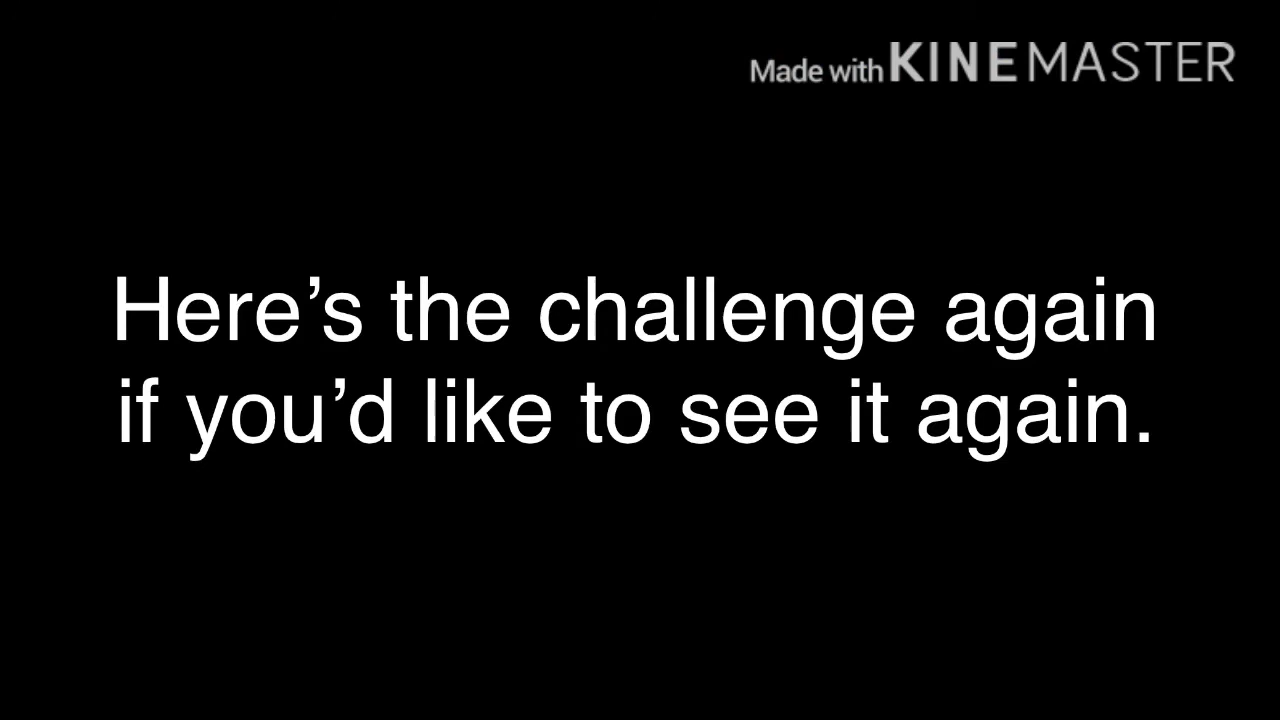 Made with KINEMASTER
Here’s the challenge again
if you’d like to see it again.